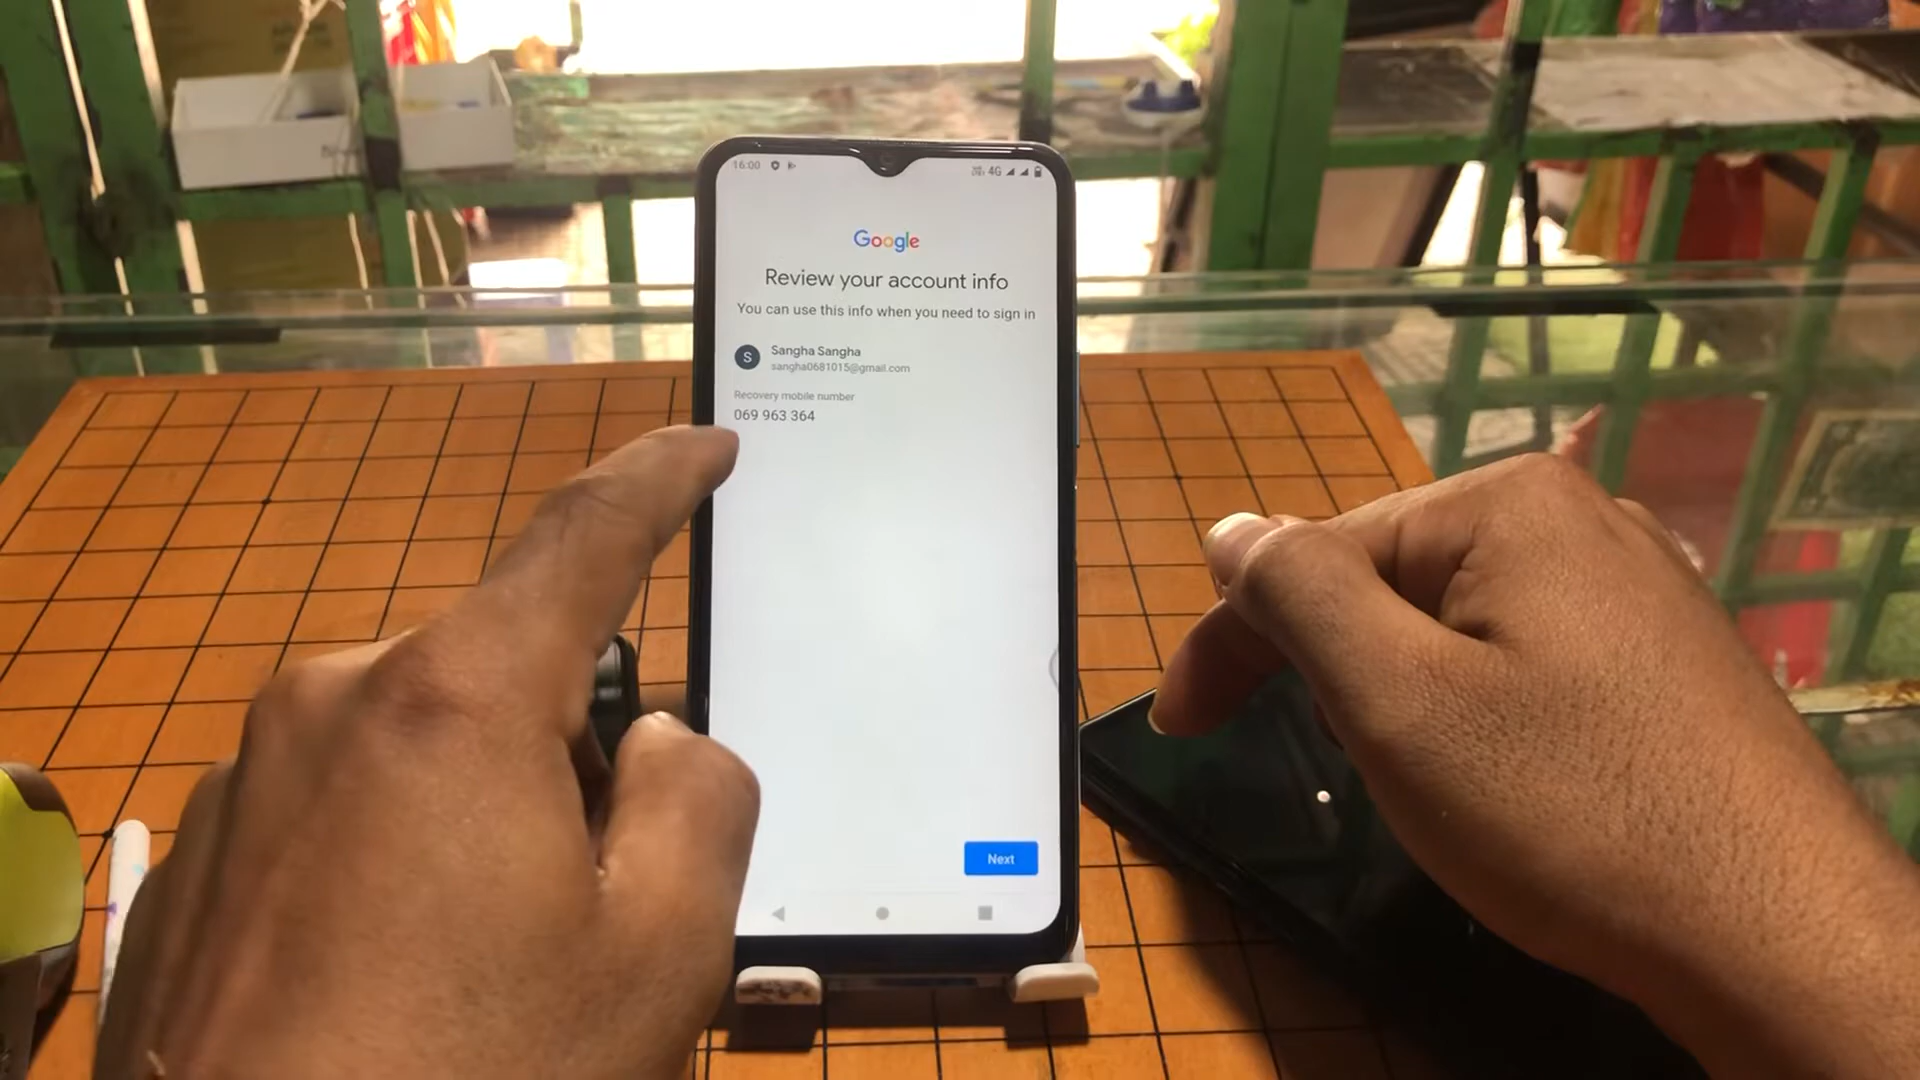 16:00
4G
Google
Review your account info
You can use this info when you need to sign in
S
Sangha Sangha
sangha0681015@gmail.com
Recovery mobile number
069 963 364
Next